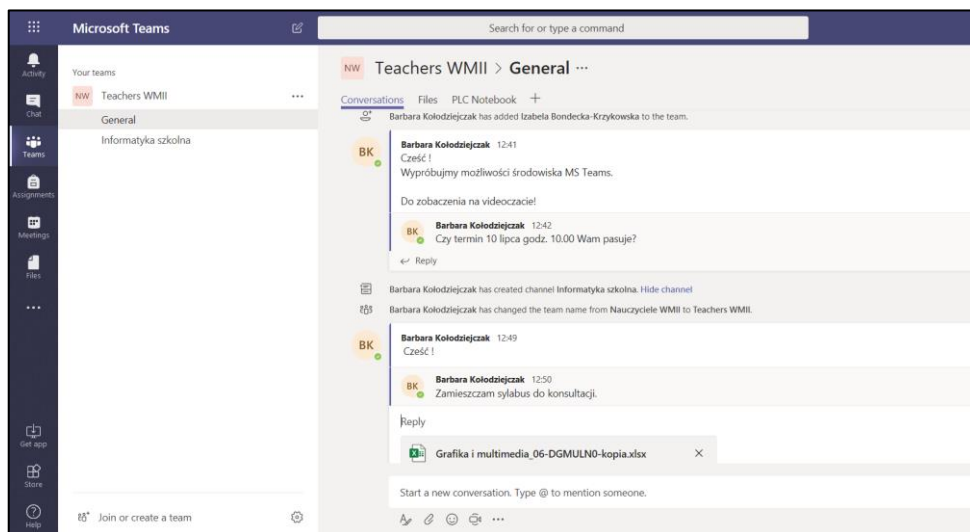 Microsoft Teams
Search for or type a command
Activity
Chat
Teams
Assignments
Meetings
Files
Get app
Store
Help
Your teams
NW Teachers WMII
General
Informatyka szkolna
Join or create a team
NW Teachers WMII > General
Conversations Files PLC Notebook +
Barbara Kołodziejczak has added Izabela Bondecka-Krzykowska to the team.
BK Barbara Kołodziejczak 12:41
Cześć !
Wypróbujmy możliwości środowiska MS Teams.
Do zobaczenia na videoczacie!
BK Barbara Kołodziejczak 12:42
Czy termin 10 lipca godz. 10.00 Wam pasuje?
Reply
Barbara Kołodziejczak has created channel Informatyka szkolna. Hide channel
Barbara Kołodziejczak has changed the team name from Nauczyciele WMII to Teachers WMII.
BK Barbara Kołodziejczak 12:49
Cześć !
BK Barbara Kołodziejczak 12:50
Zamieszczam sylabus do konsultacji.
Reply
Grafika i multimedia_06-DGMULN0-kopia.xlsx
Start a new conversation. Type @ to mention someone.